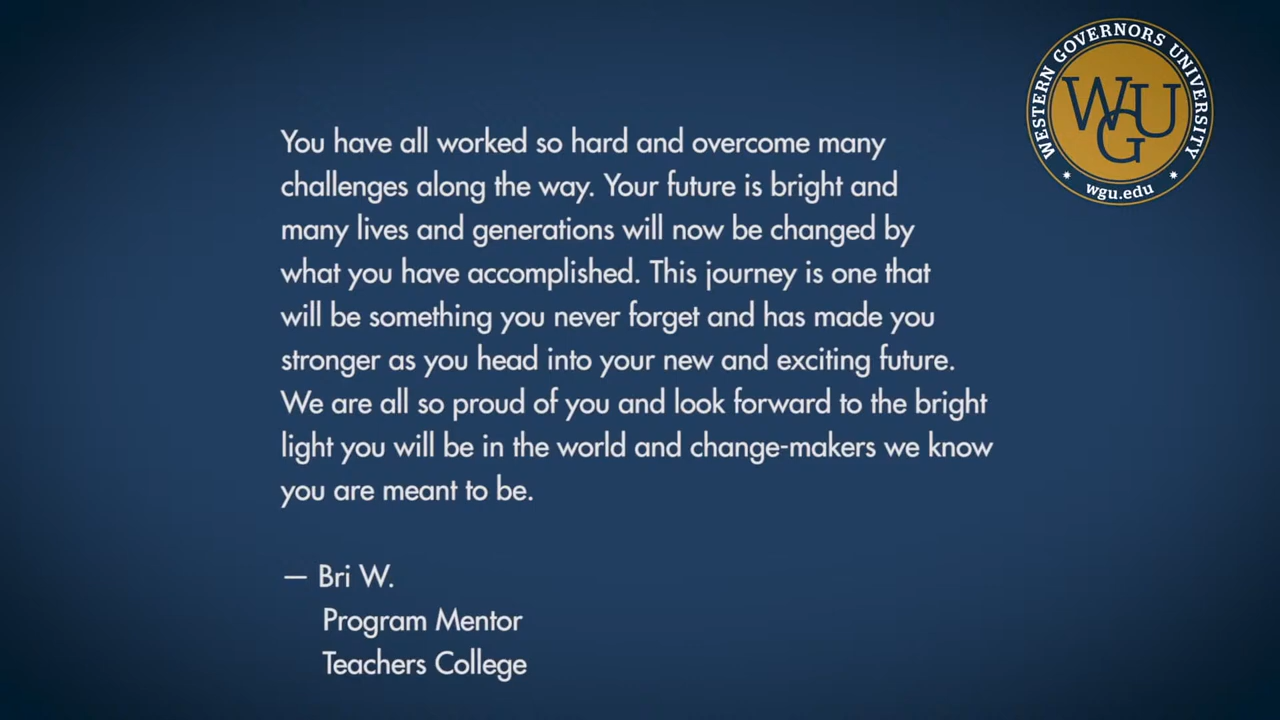 You have all worked so hard and overcome many
challenges along the way. Your future is bright and
many lives and generations will now be changed by
what you have accomplished. This journey is one that
will be something you never forget and has made you
stronger as you head into your new and exciting future.
We are all so proud of you and look forward to the bright
light you will be in the world and change-makers we know
you are meant to be.
— Bri W.
Program Mentor
Teachers College
WESTERN GOVERNORS UNIVERSITY
WGU
wgu.edu